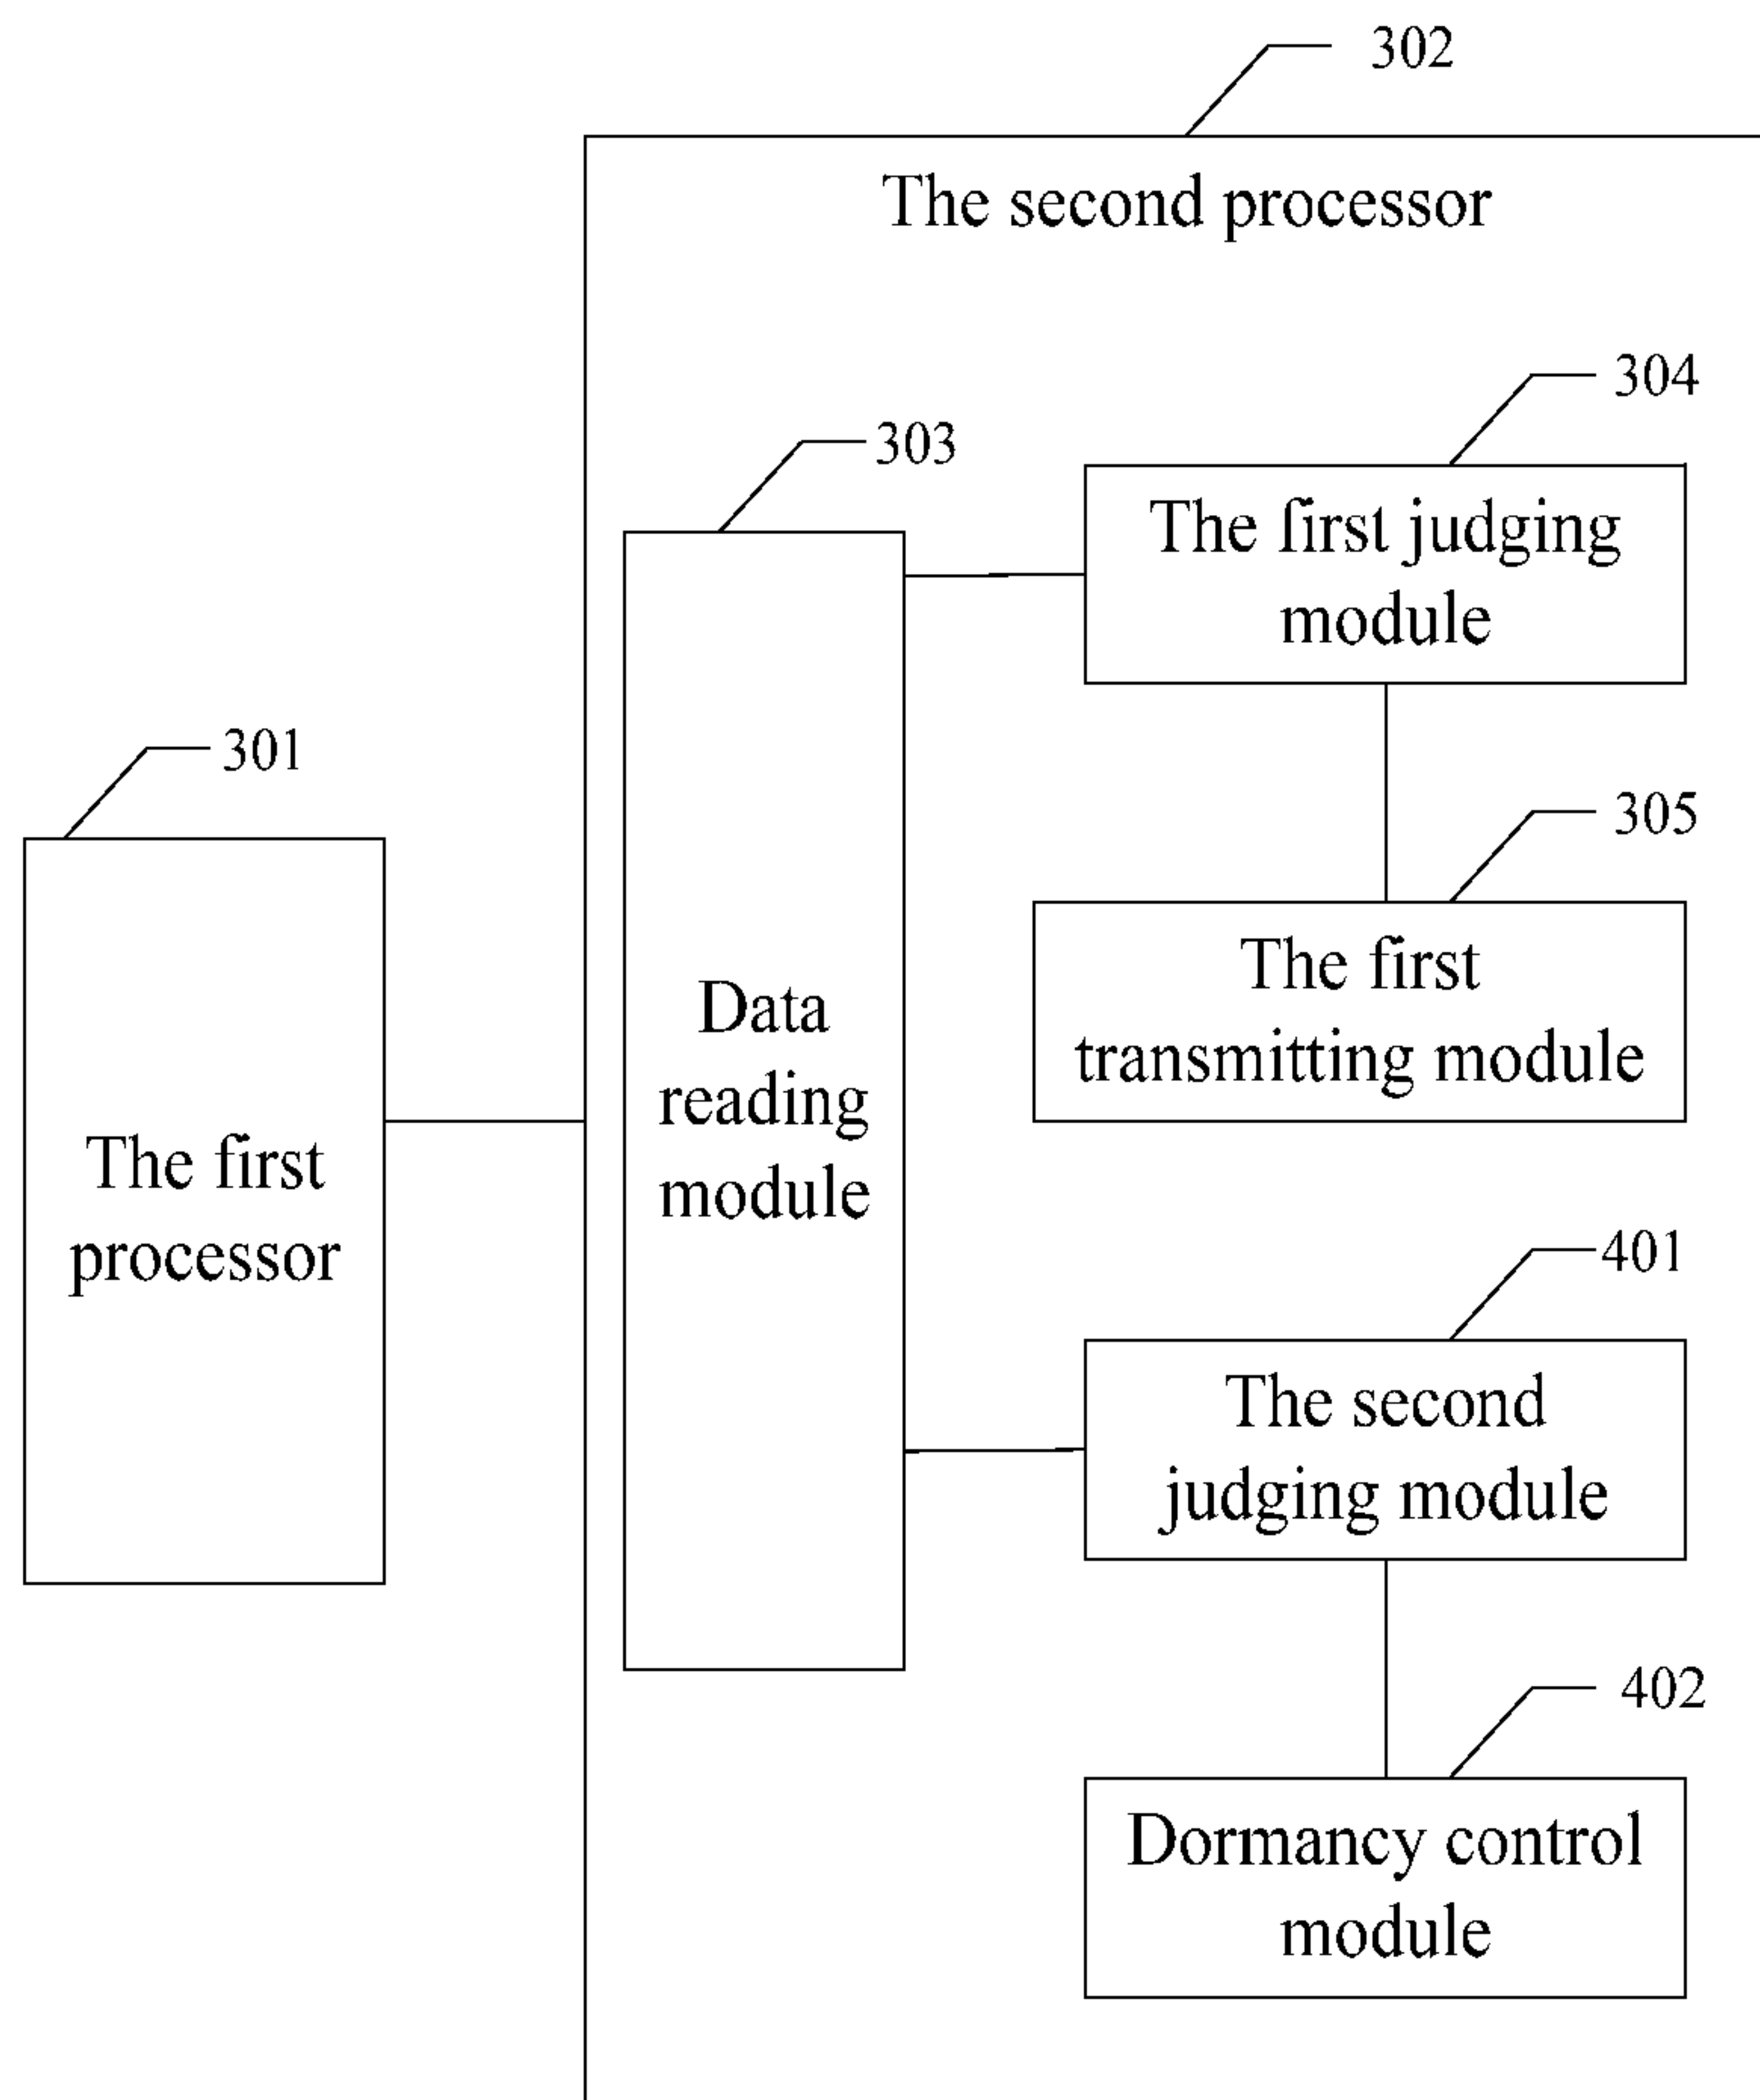 302
The second processor
304
303
The first judging
module
301
305
The first
transmitting module
Data
reading
module
The first
processor
401
The second
judging module
402
Dormancy control
module